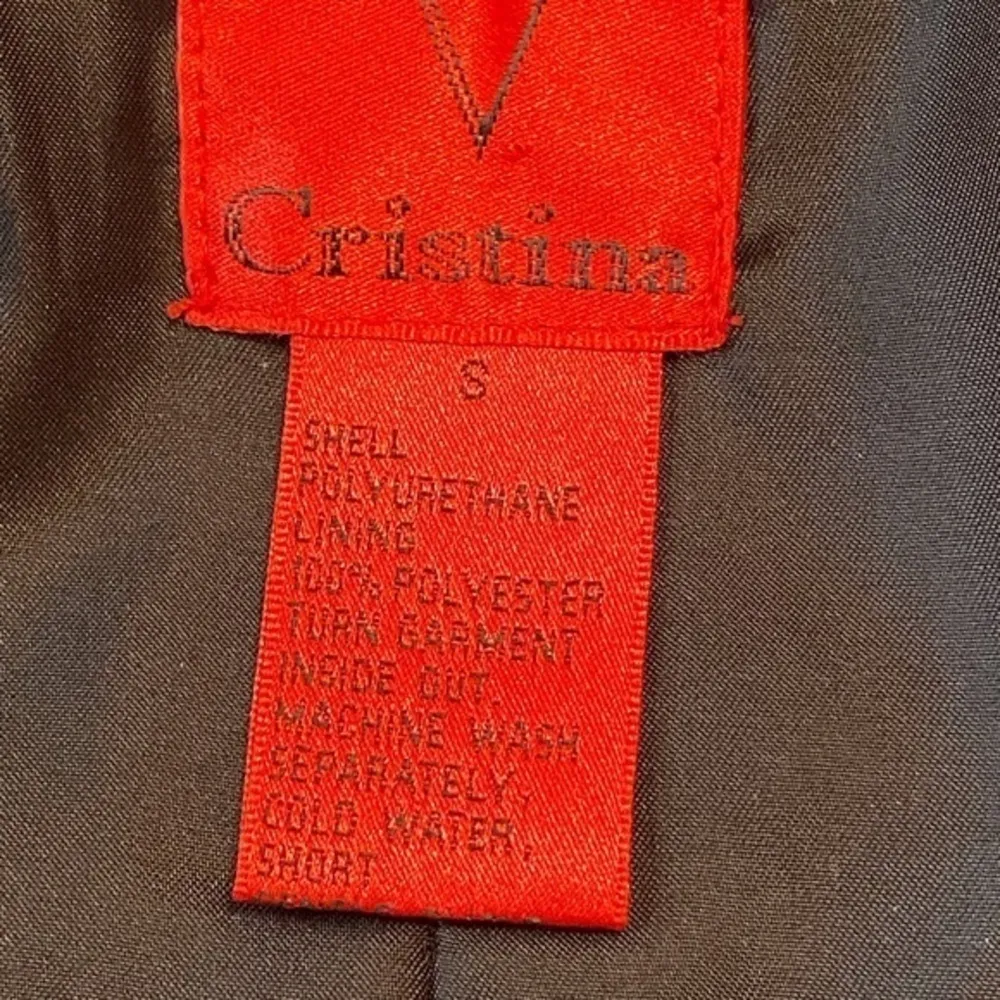 Cristina
S
SHELL
POLYURETHANE
LINING
100% POLYESTER
TURN GARMENT
INSIDE OUT.
MACHINE WASH
SEPARATELY,
COLD WATER,
SHORT